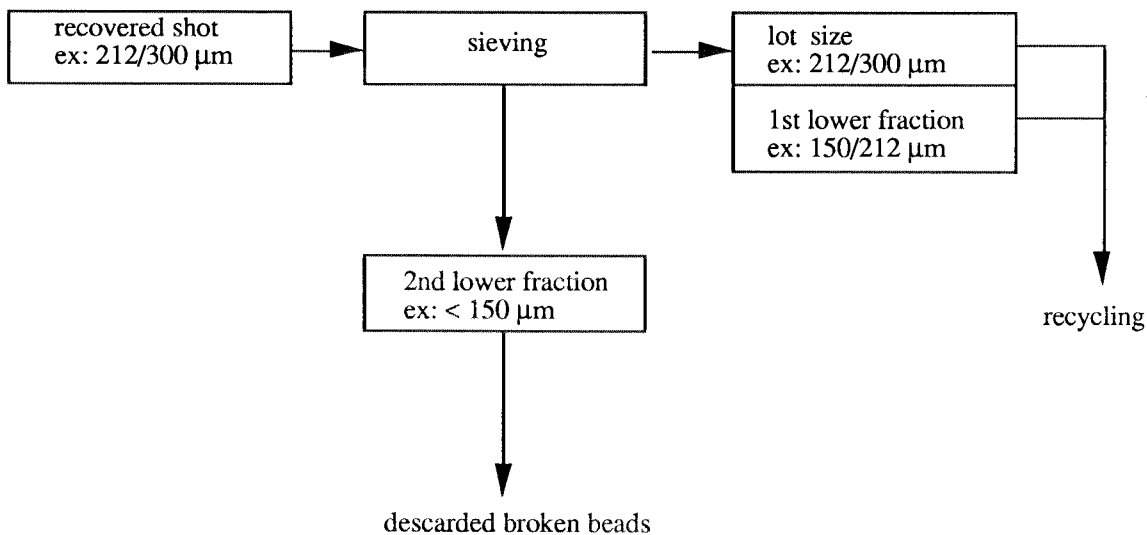 recovered shot
ex: 212/300 µm
sieving
lot size
ex: 212/300 µm
1st lower fraction
ex: 150/212 µm
2nd lower fraction
ex: < 150 µm
recycling
descarded broken beads